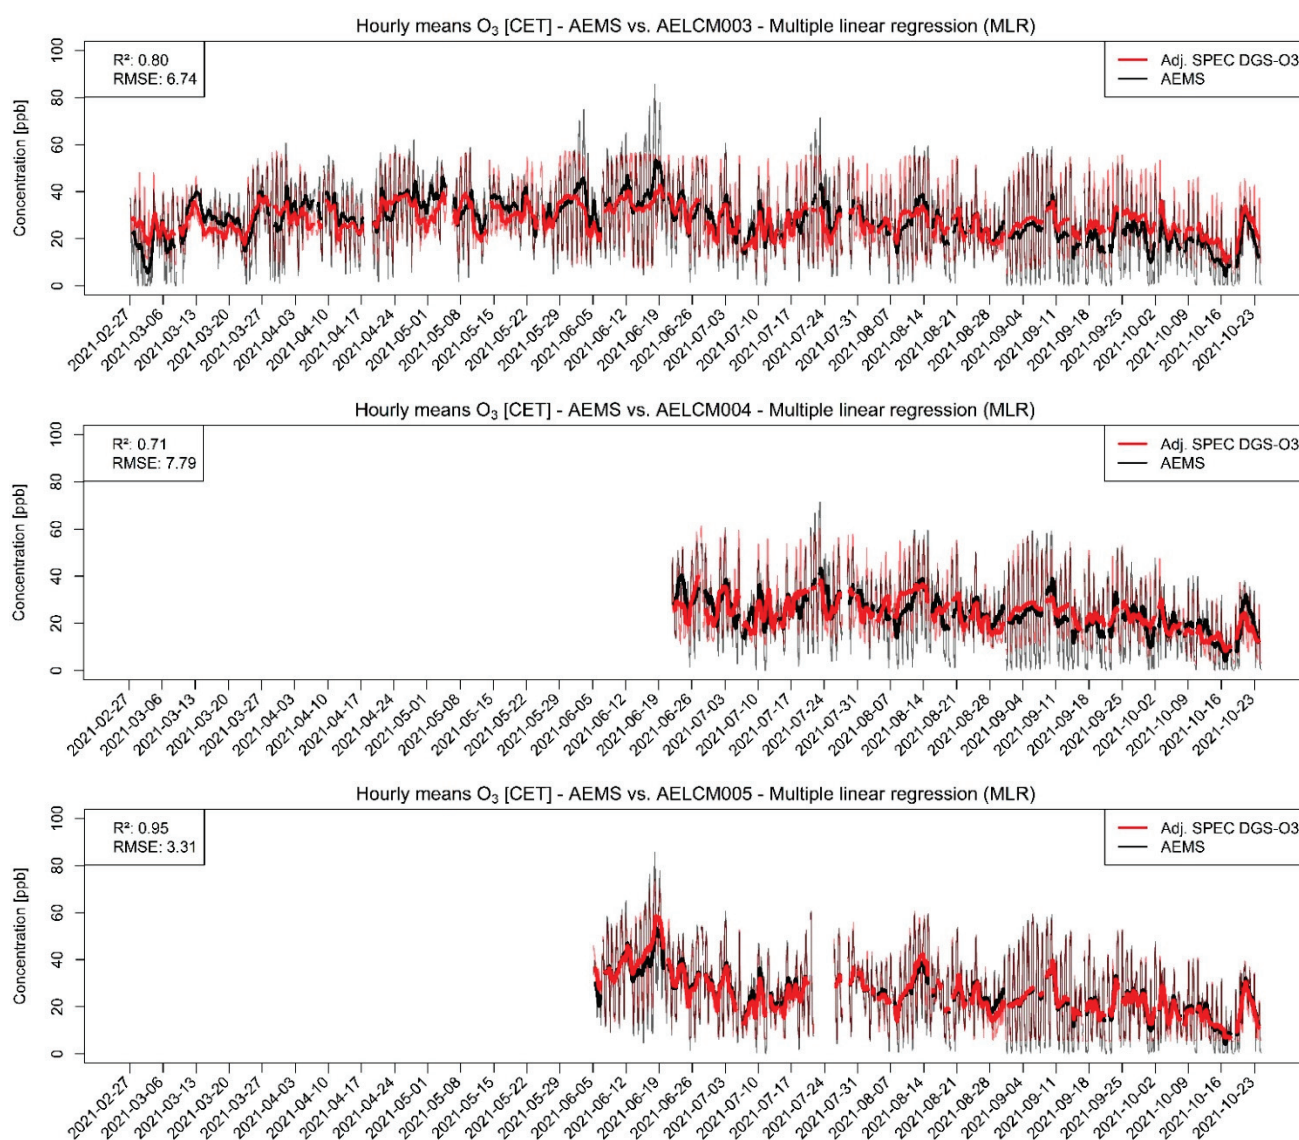 Hourly means O₃ [CET] - AEMS vs. AELCM003 - Multiple linear regression (MLR)
R²: 0.80
RMSE: 6.74
Adj. SPEC DGS-O3
AEMS
Concentration [ppb]
100
80
60
40
20
0
2021-02-27 2021-03-06 2021-03-13 2021-03-20 2021-03-27 2021-04-03 2021-04-10 2021-04-17 2021-04-24 2021-05-01 2021-05-08 2021-05-15 2021-05-22 2021-05-29 2021-06-05 2021-06-12 2021-06-19 2021-06-26 2021-07-03 2021-07-10 2021-07-17 2021-07-24 2021-07-31 2021-08-07 2021-08-14 2021-08-21 2021-08-28 2021-09-04 2021-09-11 2021-09-18 2021-09-25 2021-10-02 2021-10-09 2021-10-16 2021-10-23
Hourly means O₃ [CET] - AEMS vs. AELCM004 - Multiple linear regression (MLR)
R²: 0.71
RMSE: 7.79
Adj. SPEC DGS-O3
AEMS
Concentration [ppb]
100
80
60
40
20
0
2021-02-27 2021-03-06 2021-03-13 2021-03-20 2021-03-27 2021-04-03 2021-04-10 2021-04-17 2021-04-24 2021-05-01 2021-05-08 2021-05-15 2021-05-22 2021-05-29 2021-06-05 2021-06-12 2021-06-19 2021-06-26 2021-07-03 2021-07-10 2021-07-17 2021-07-24 2021-07-31 2021-08-07 2021-08-14 2021-08-21 2021-08-28 2021-09-04 2021-09-11 2021-09-18 2021-09-25 2021-10-02 2021-10-09 2021-10-16 2021-10-23
Hourly means O₃ [CET] - AEMS vs. AELCM005 - Multiple linear regression (MLR)
R²: 0.95
RMSE: 3.31
Adj. SPEC DGS-O3
AEMS
Concentration [ppb]
100
80
60
40
20
0
2021-02-27 2021-03-06 2021-03-13 2021-03-20 2021-03-27 2021-04-03 2021-04-10 2021-04-17 2021-04-24 2021-05-01 2021-05-08 2021-05-15 2021-05-22 2021-05-29 2021-06-05 2021-06-12 2021-06-19 2021-06-26 2021-07-03 2021-07-10 2021-07-17 2021-07-24 2021-07-31 2021-08-07 2021-08-14 2021-08-21 2021-08-28 2021-09-04 2021-09-11 2021-09-18 2021-09-25 2021-10-02 2021-10-09 2021-10-16 2021-10-23